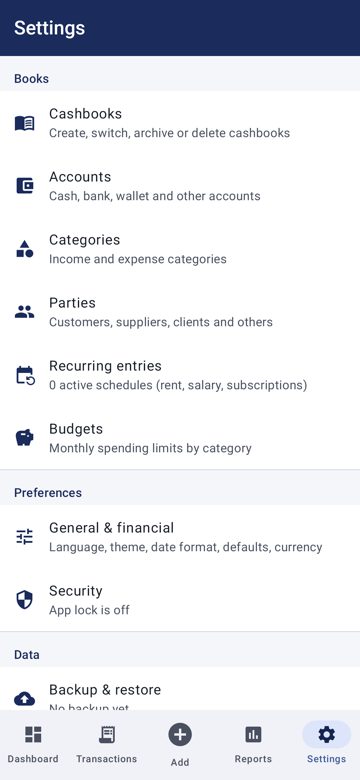 Settings
Books
Cashbooks
Create, switch, archive or delete cashbooks
Accounts
Cash, bank, wallet and other accounts
Categories
Income and expense categories
Parties
Customers, suppliers, clients and others
Recurring entries
0 active schedules (rent, salary, subscriptions)
Budgets
Monthly spending limits by category
Preferences
General & financial
Language, theme, date format, defaults, currency
Security
App lock is off
Data
Backup & restore
No backup yet
Dashboard
Transactions
Add
Reports
Settings